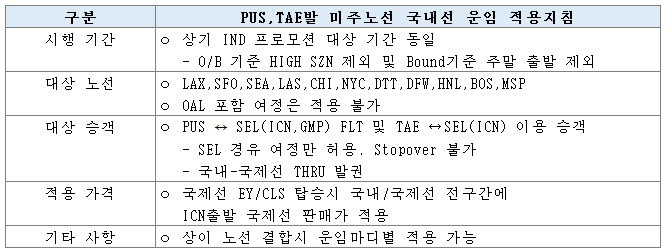 구분 PUS,TAE발 미주노선 국내선 운임 적용지침
시행 기간 ㅇ 상기 IND 프로모션 대상 기간 동일
- O/B 기준 HIGH SZN 제외 및 Bound기준 주말 출발 제외
대상 노선 ㅇ LAX,SFO,SEA,LAS,CHI,NYC,DTT,DFW,HNL,BOS,MSP
ㅇ OAL 포함 여정은 적용 불가
대상 승객 ㅇ PUS ↔ SEL(ICN,GMP) FLT 및 TAE ↔SEL(ICN) 이용 승객
- SEL 경유 여정만 허용. Stopover 불가
- 국내-국제선 THRU 발권
적용 가격 ㅇ 국제선 EY/CLS 탑승시 국내/국제선 전구간에
ICN출발 국제선 판매가 적용
기타 사항 ㅇ 상이 노선 결합시 운임마디별 적용 가능